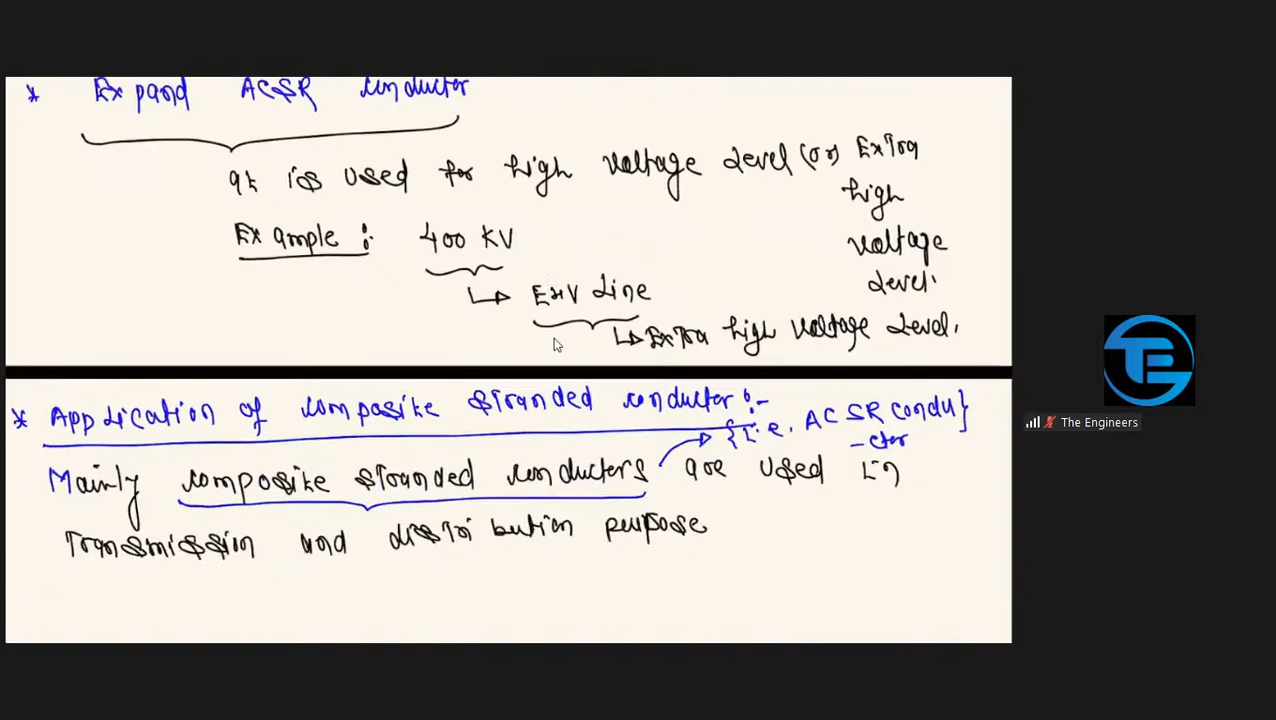 * Expand ACSR conductor
It is used for high voltage level (or) Extra
high
voltage
level.
Example :
400 KV
↳ EHV line
↳ Extra high voltage level.
* Application of composite stranded conductor :-
{i.e. ACSR condu}
-ctor
Mainly composite stranded conductors are used in
Transmission and distribution purpose
The Engineers